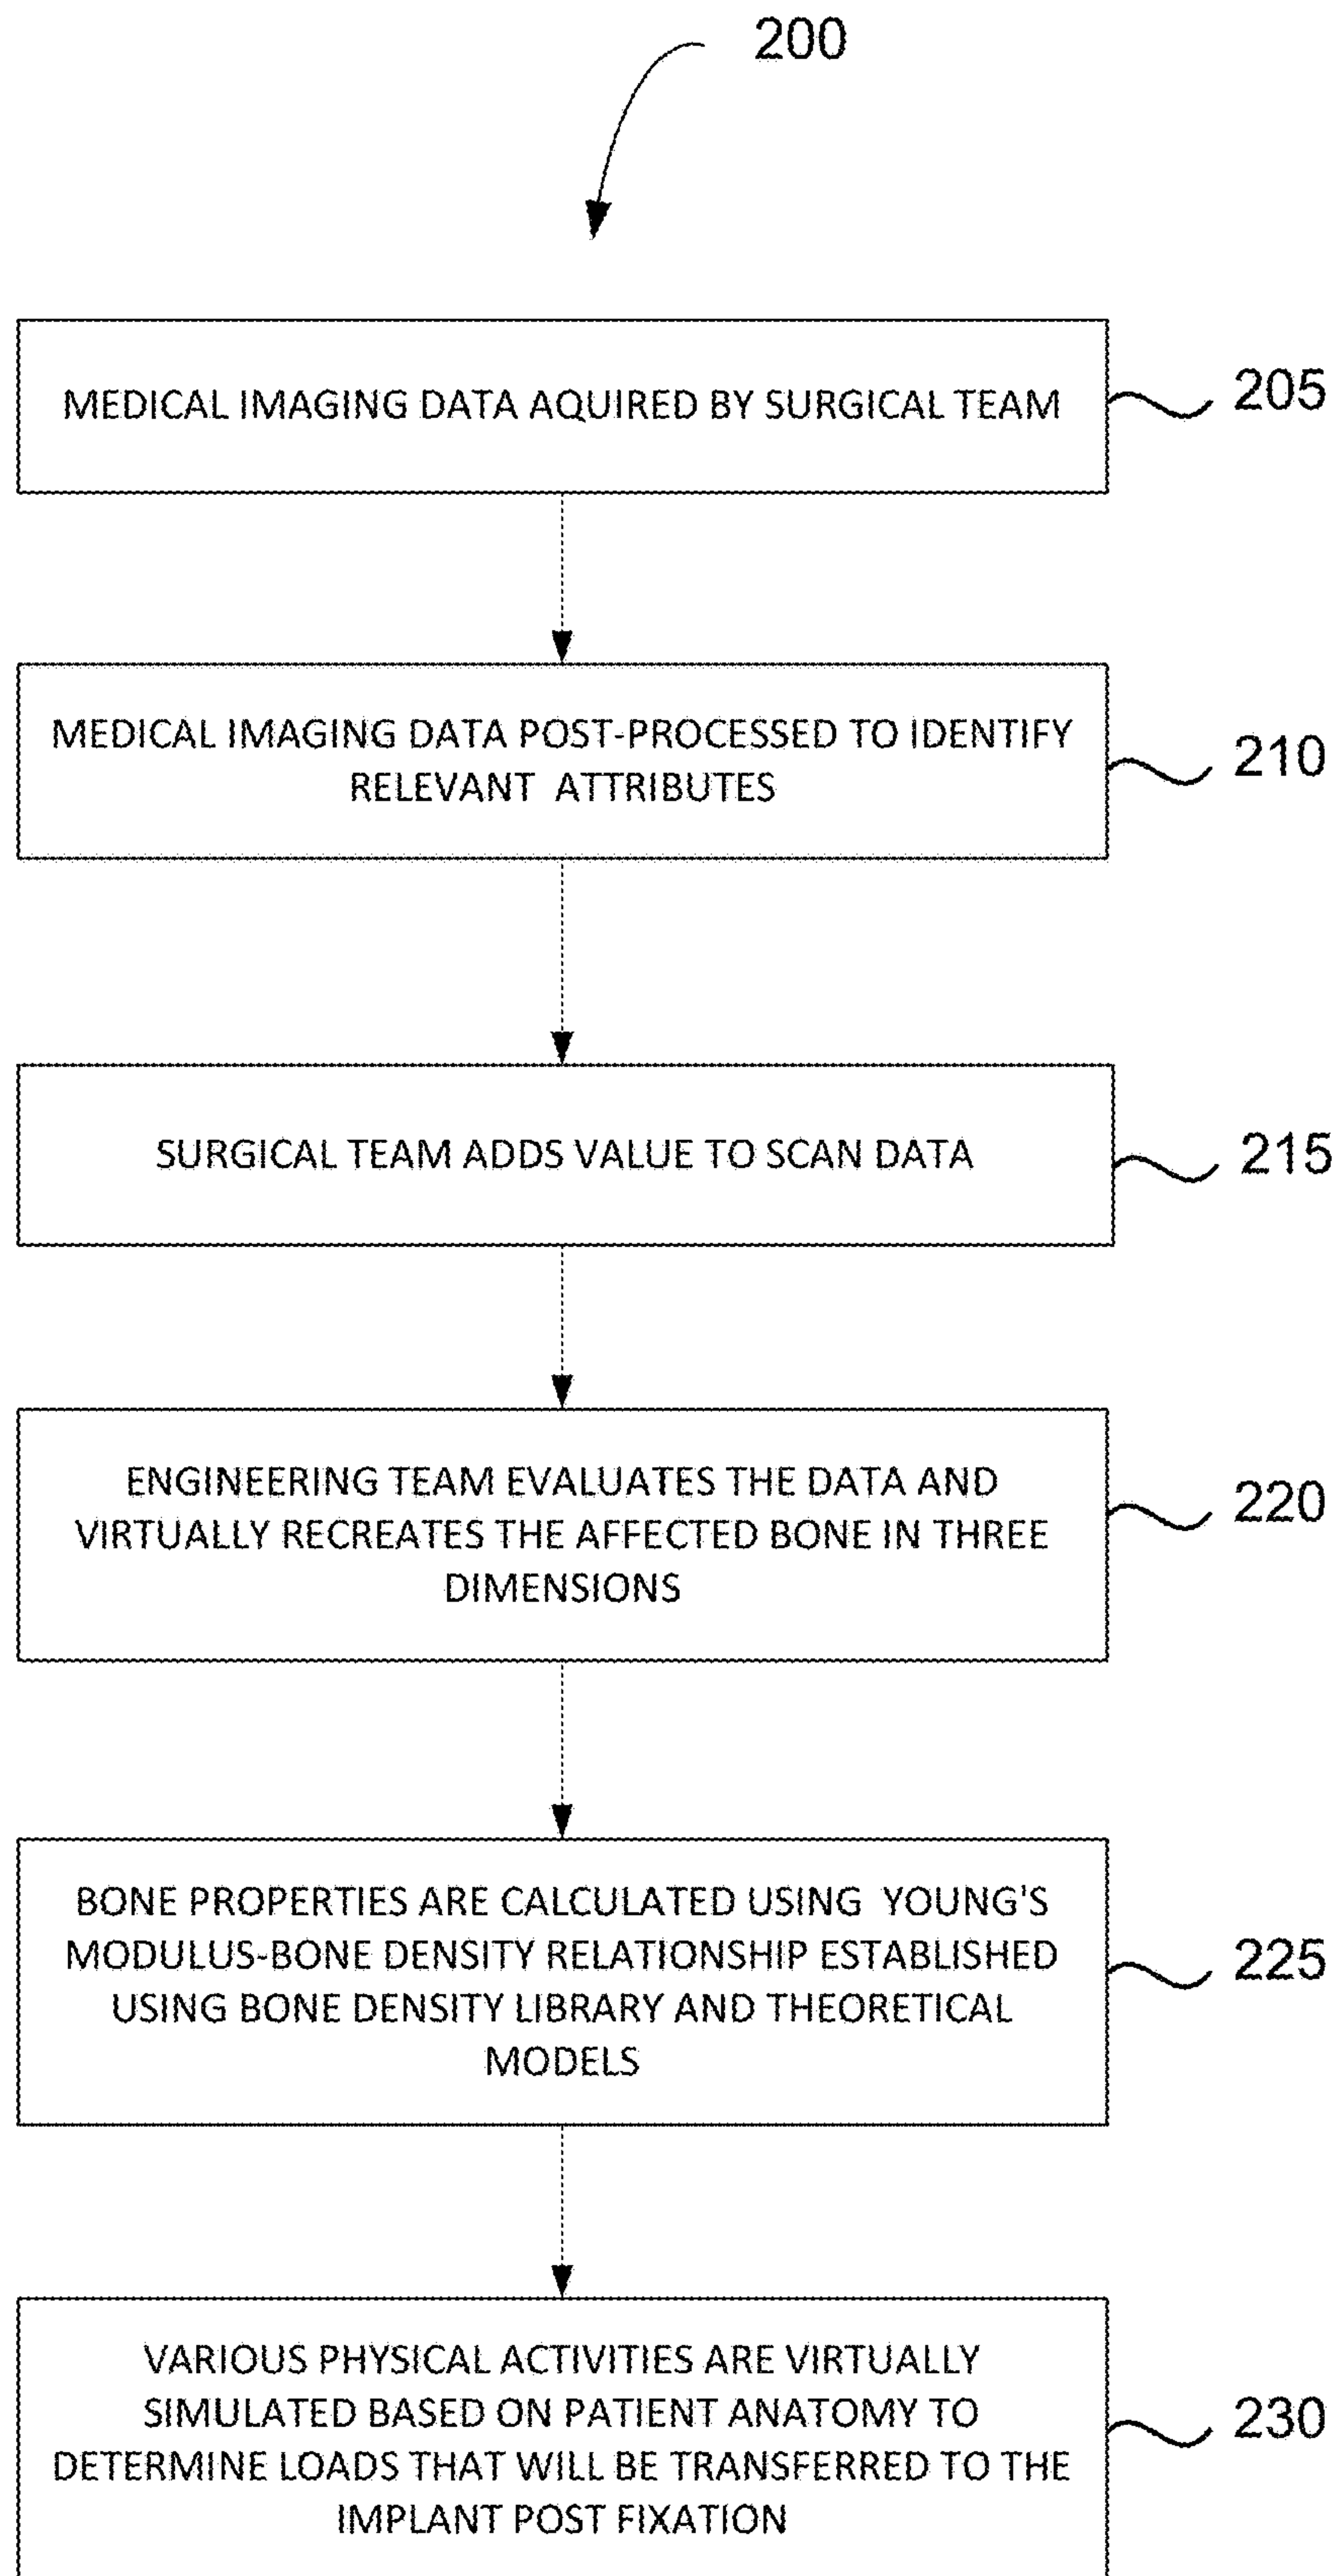 200
MEDICAL IMAGING DATA AQUIRED BY SURGICAL TEAM
205
MEDICAL IMAGING DATA POST-PROCESSED TO IDENTIFY
RELEVANT ATTRIBUTES
210
SURGICAL TEAM ADDS VALUE TO SCAN DATA
215
ENGINEERING TEAM EVALUATES THE DATA AND
VIRTUALLY RECREATES THE AFFECTED BONE IN THREE
DIMENSIONS
220
BONE PROPERTIES ARE CALCULATED USING YOUNG'S
MODULUS-BONE DENSITY RELATIONSHIP ESTABLISHED
USING BONE DENSITY LIBRARY AND THEORETICAL
MODELS
225
VARIOUS PHYSICAL ACTIVITIES ARE VIRTUALLY
SIMULATED BASED ON PATIENT ANATOMY TO
DETERMINE LOADS THAT WILL BE TRANSFERRED TO THE
IMPLANT POST FIXATION
230